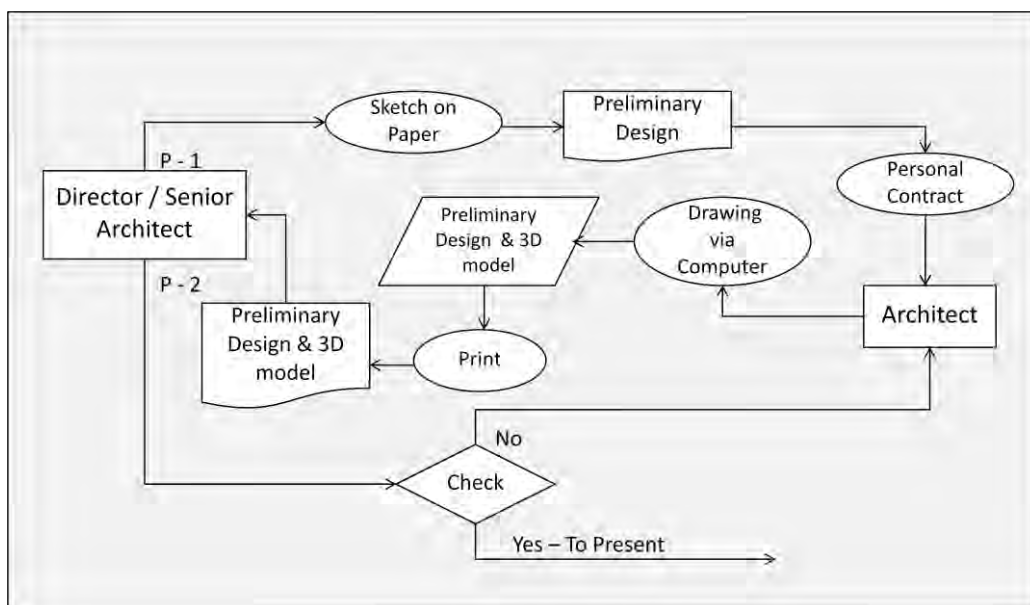 Sketch on
Paper
Preliminary
Design
P - 1
Director / Senior
Architect
Personal
Contract
Preliminary
Design & 3D
model
Drawing
via
Computer
P - 2
Preliminary
Design & 3D
model
Print
Architect
No
Check
Yes – To Present